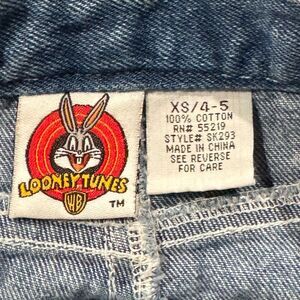 LOONEY TUNES
WB
TM
XS/4-5
100% COTTON
RN# 55219
STYLE# SK293
MADE IN CHINA
SEE REVERSE
FOR CARE